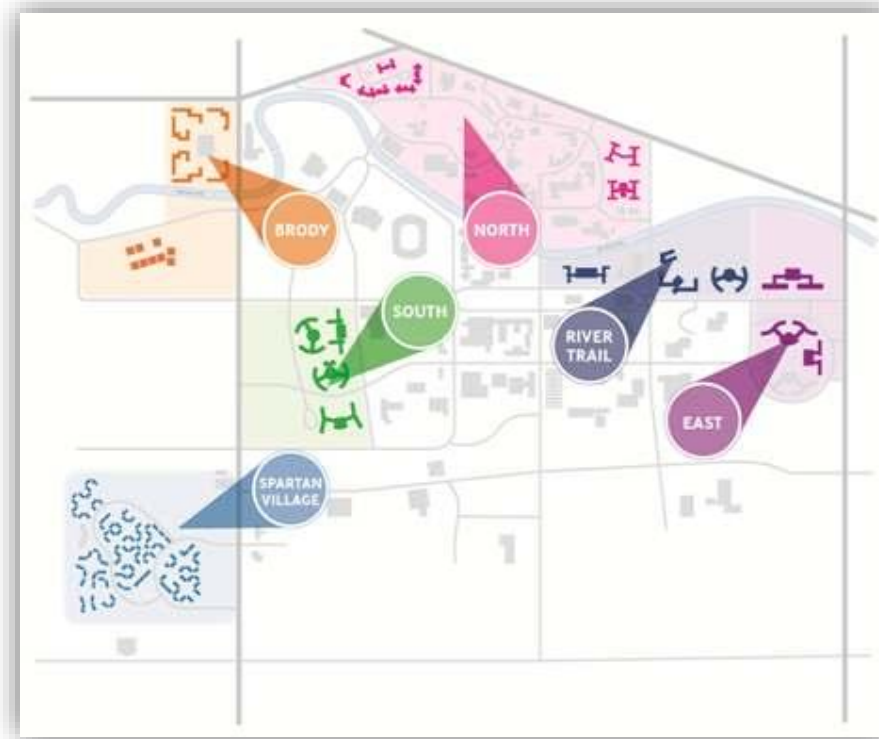 BRODY
NORTH
SOUTH
RIVER
TRAIL
EAST
SPARTAN
VILLAGE